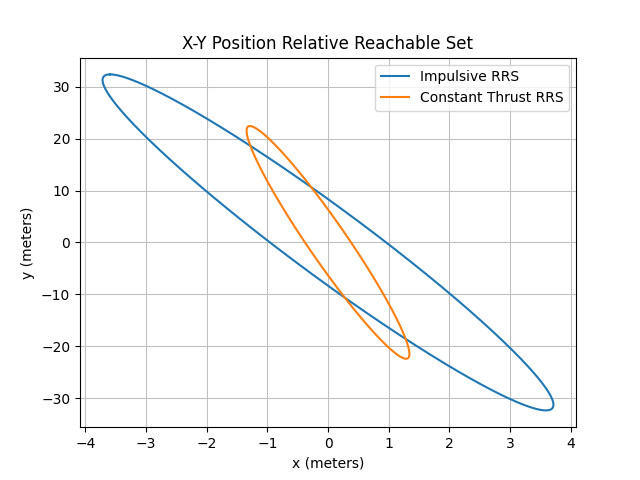 X-Y Position Relative Reachable Set
Impulsive RRS
Constant Thrust RRS
30
20
10
0
−10
−20
−30
y (meters)
−4 −3 −2 −1 0 1 2 3 4
x (meters)